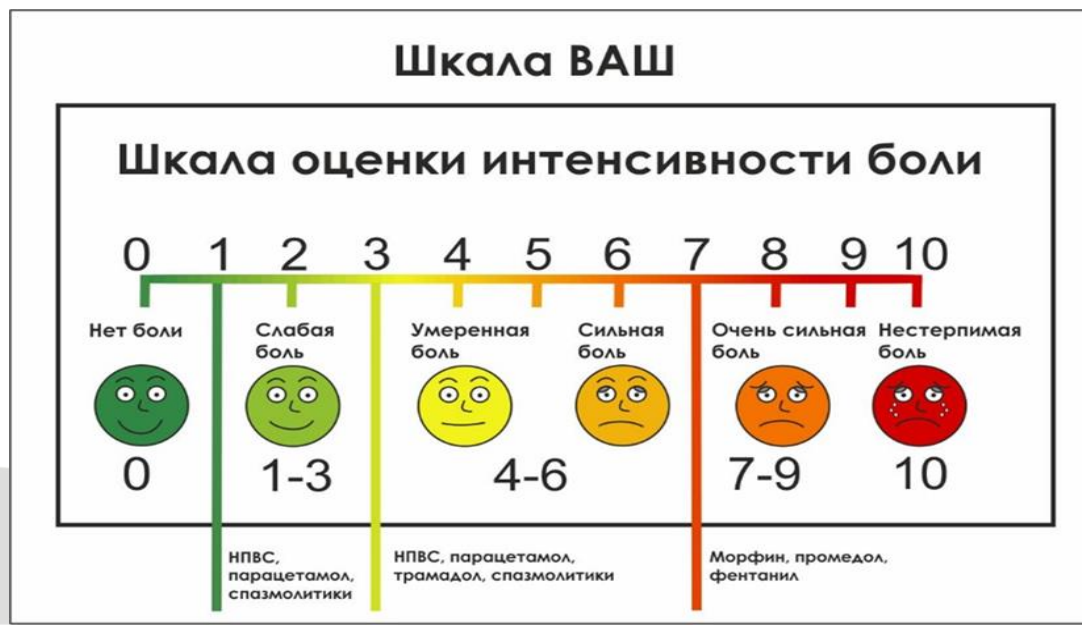 Шкала ВАШ
Шкала оценки интенсивности боли
0 1 2 3 4 5 6 7 8 9 10
Нет боли
Слабая
боль
Умеренная
боль
Сильная
боль
Очень сильная
боль
Нестерпимая
боль
0 1-3 4-6 7-9 10
НПВС,
парацетамол,
спазмолитики
НПВС, парацетамол,
трамадол, спазмолитики
Морфин, промедол,
фентанил